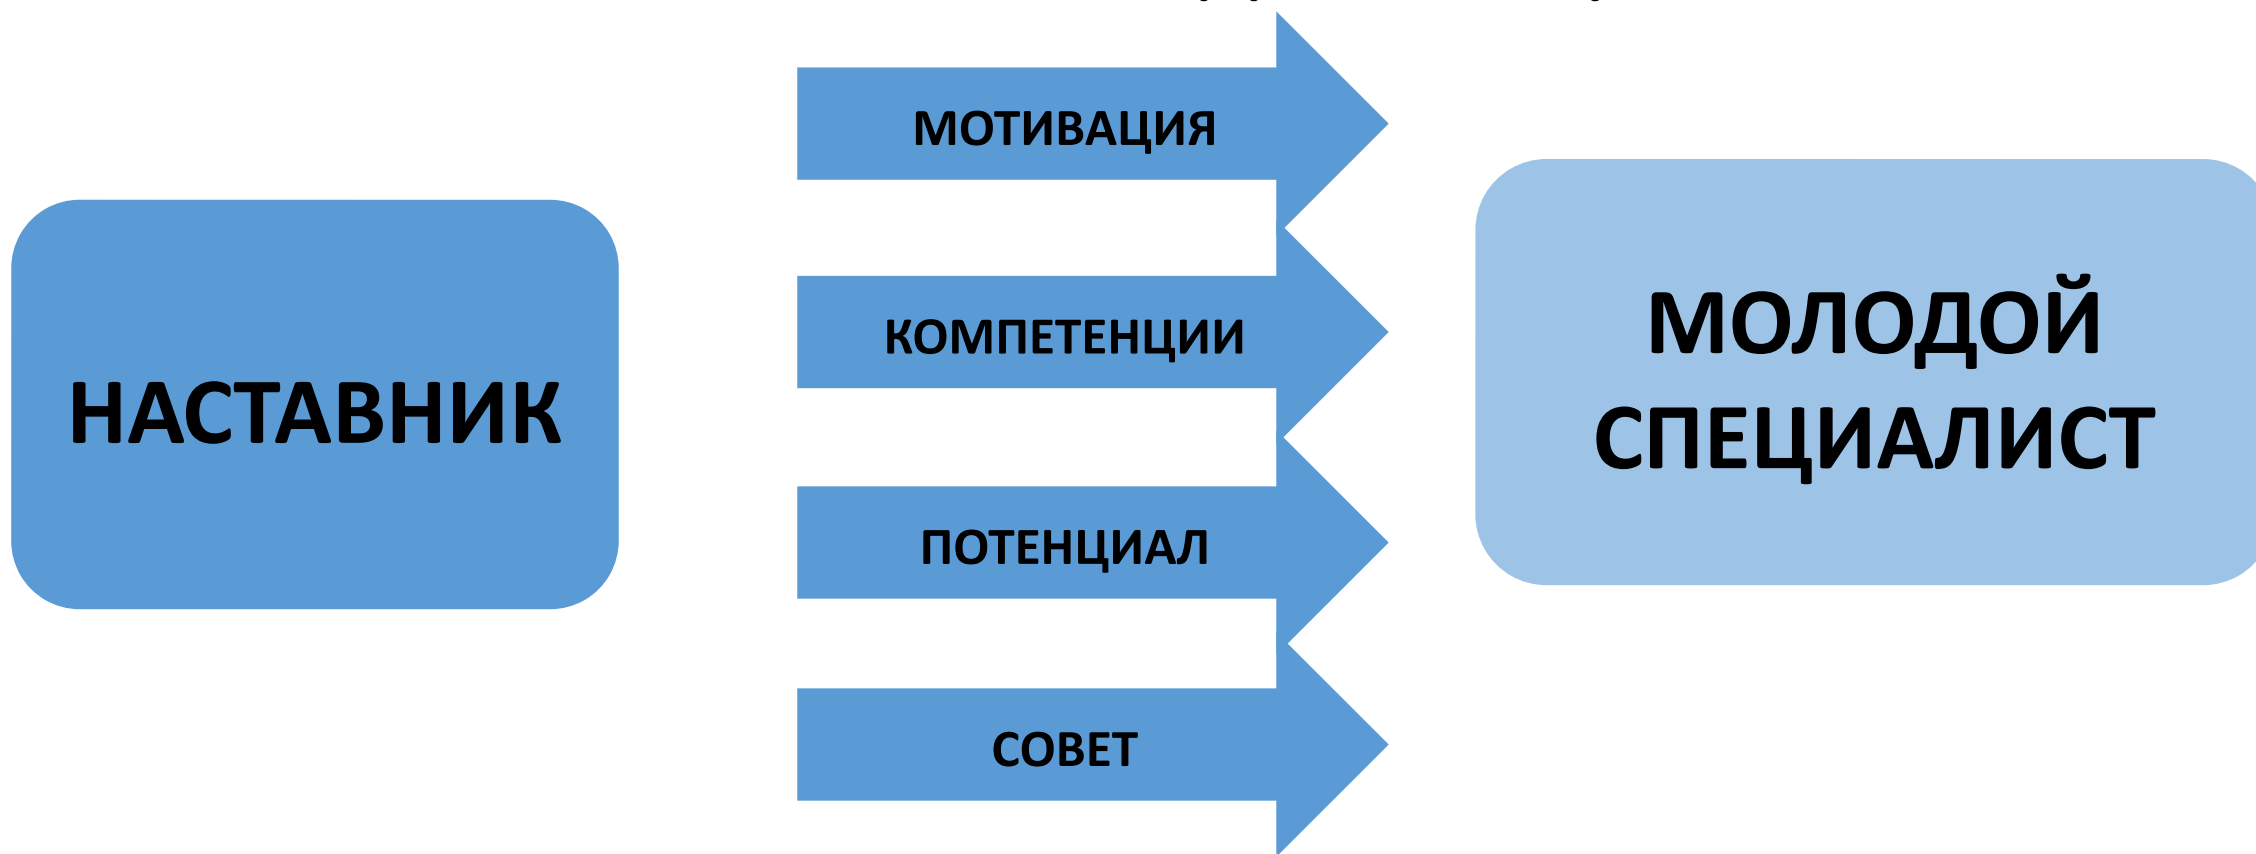 НАСТАВНИК
МОТИВАЦИЯ
КОМПЕТЕНЦИИ
ПОТЕНЦИАЛ
СОВЕТ
МОЛОДОЙ
СПЕЦИАЛИСТ